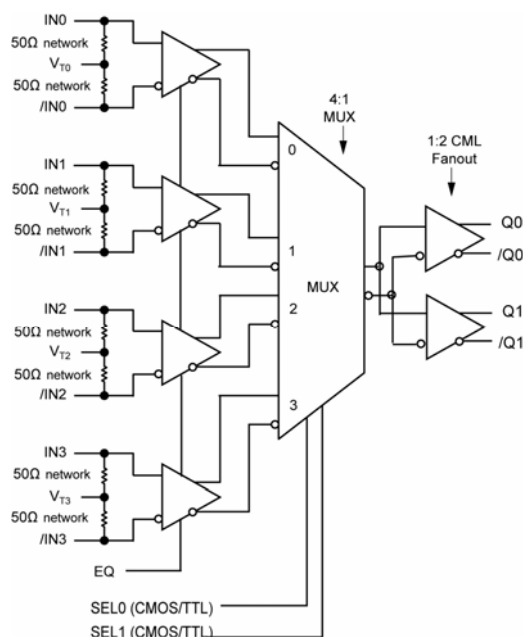 IN0
50Ω network
VT0
50Ω network
/IN0
IN1
50Ω network
VT1
50Ω network
/IN1
IN2
50Ω network
VT2
50Ω network
/IN2
IN3
50Ω network
VT3
50Ω network
/IN3
EQ
SEL0 (CMOS/TTL)
SEL1 (CMOS/TTL)
4:1
MUX
0
1
2
3
MUX
1:2 CML
Fanout
Q0
/Q0
Q1
/Q1